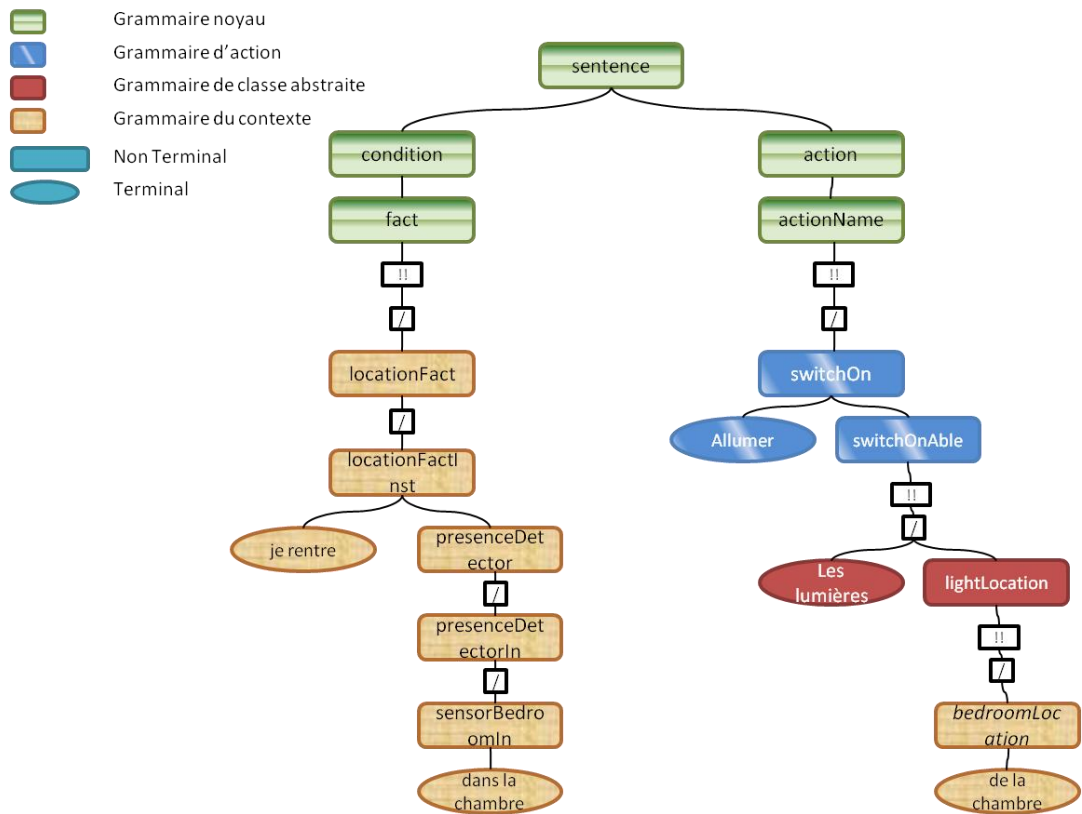 Grammaire noyau
Grammaire d'action
Grammaire de classe abstraite
Grammaire du contexte
Non Terminal
Terminal
sentence
condition
action
fact
actionName
!!
!!
/
/
locationFact
switchOn
/
Allumer
switchOnAble
locationFactI
nst
!!
/
je rentre
presenceDet
ector
Les
lumières
lightLocation
/
presenceDet
ectorIn
!!
/
/
sensorBedro
omIn
bedroomLoc
ation
dans la
chambre
de la
chambre